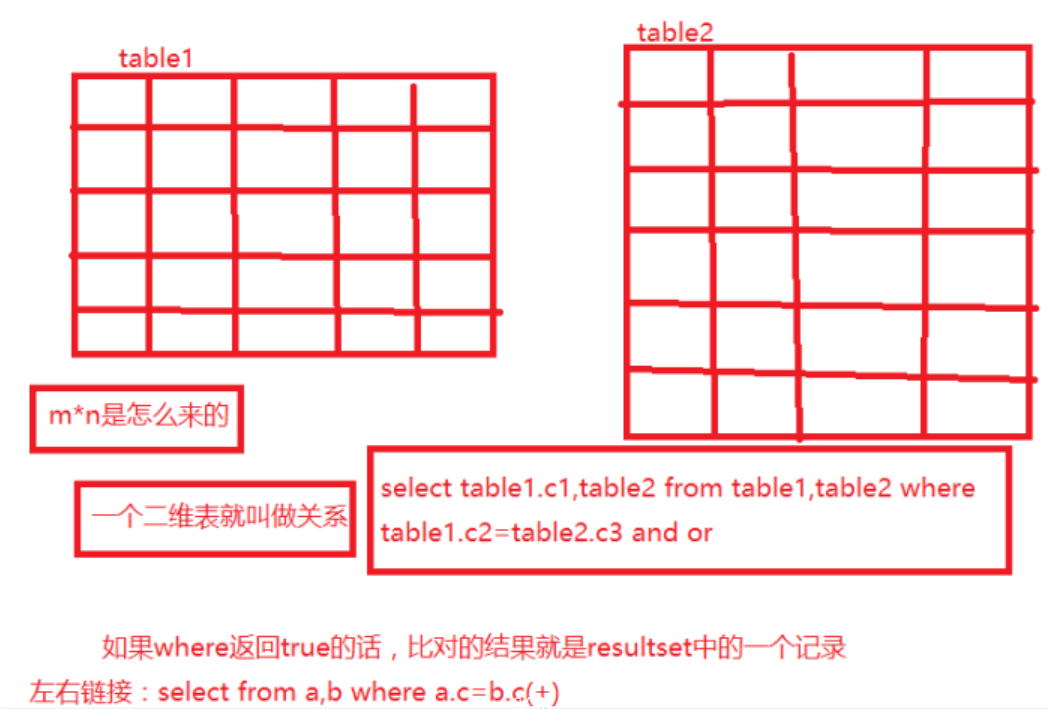 table1
table2
m*n是怎么来的
一个二维表就叫做关系
select table1.c1,table2 from table1,table2 where
table1.c2=table2.c3 and or
如果where返回true的话，比对的结果就是resultset中的一个记录
左右链接：select from a,b where a.c=b.c(+)